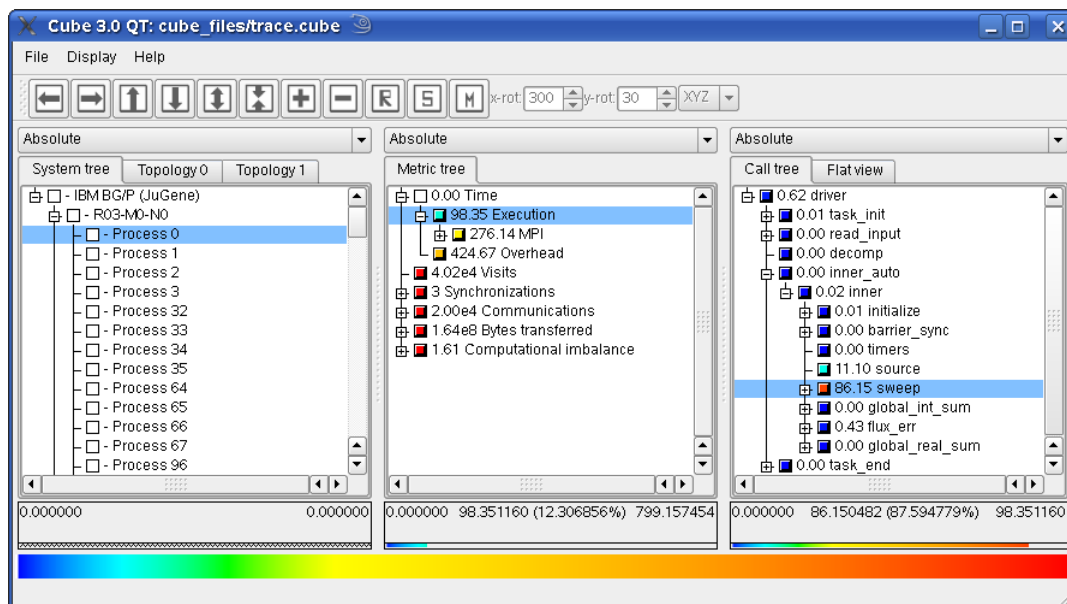 Cube 3.0 QT: cube_files/trace.cube
File Display Help
R S M x-rot: 300 y-rot: 30 XYZ
Absolute
System tree Topology 0 Topology 1
- IBM BG/P (JuGene)
- R03-M0-N0
- Process 0
- Process 1
- Process 2
- Process 3
- Process 32
- Process 33
- Process 34
- Process 35
- Process 64
- Process 65
- Process 66
- Process 67
- Process 96
0.000000 0.000000
Absolute
Metric tree
0.00 Time
98.35 Execution
276.14 MPI
424.67 Overhead
4.02e4 Visits
3 Synchronizations
2.00e4 Communications
1.64e8 Bytes transferred
1.61 Computational imbalance
0.000000 98.351160 (12.306856%) 799.157454
Absolute
Call tree Flat view
0.62 driver
0.01 task_init
0.00 read_input
0.00 decomp
0.00 inner_auto
0.02 inner
0.01 initialize
0.00 barrier_sync
0.00 timers
11.10 source
86.15 sweep
0.00 global_int_sum
0.43 flux_err
0.00 global_real_sum
0.00 task_end
0.000000 86.150482 (87.594779%) 98.351160